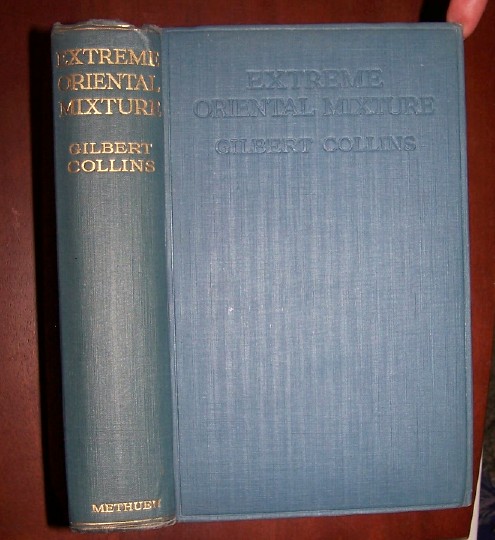 EXTREME
ORIENTAL
MIXTURE
GILBERT
COLLINS
METHUEN
EXTREME
ORIENTAL MIXTURE
GILBERT COLLINS